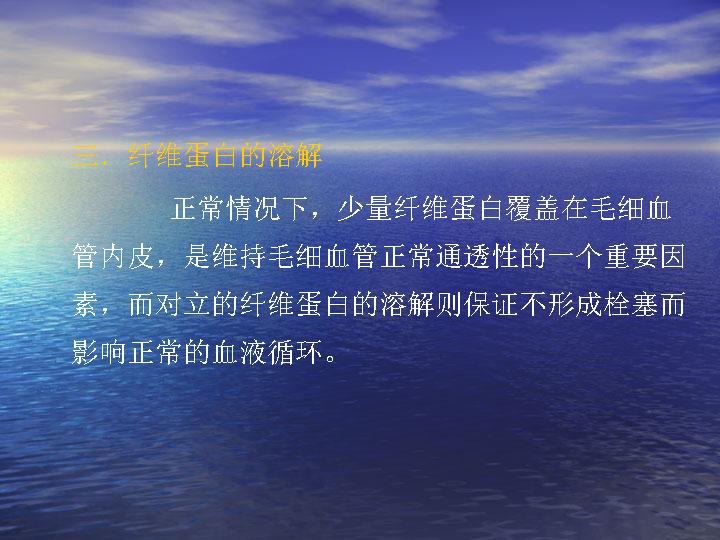 三．纤维蛋白的溶解
正常情况下，少量纤维蛋白覆盖在毛细血
管内皮，是维持毛细血管正常通透性的一个重要因
素，而对立的纤维蛋白的溶解则保证不形成栓塞而
影响正常的血液循环。